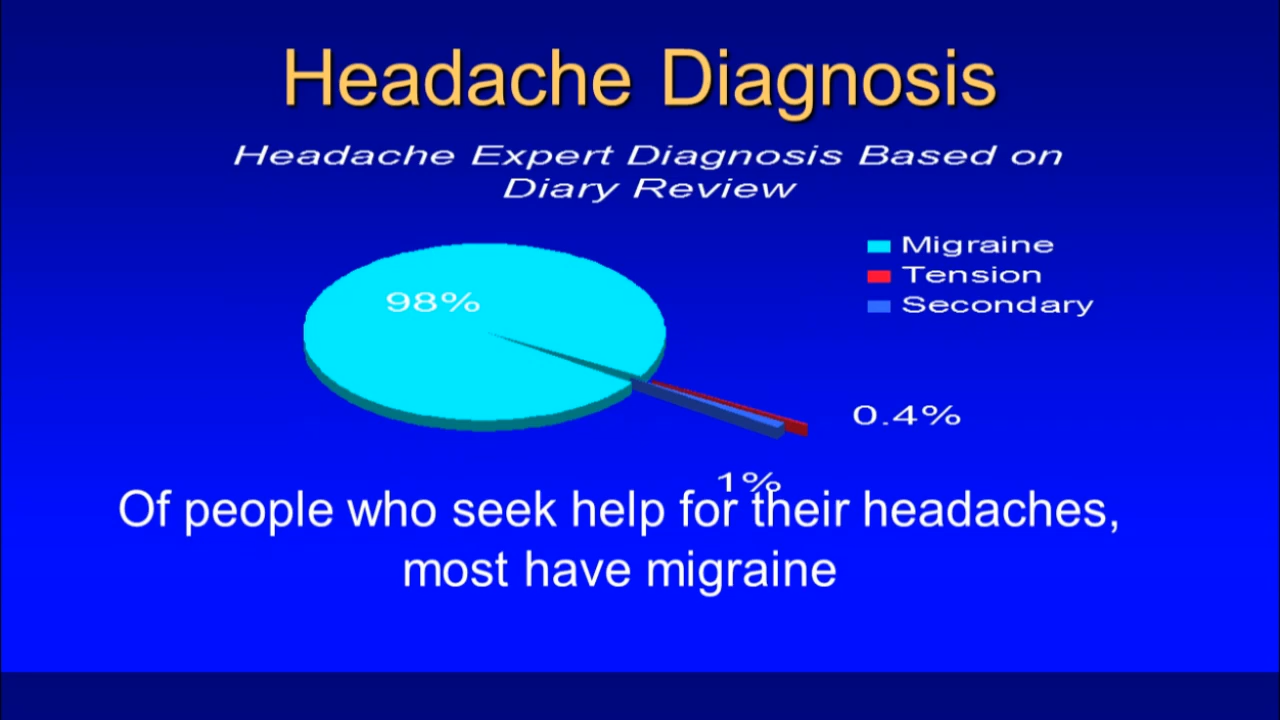 Headache Diagnosis
Headache Expert Diagnosis Based on
Diary Review
Migraine
Tension
Secondary
98%
0.4%
1%
Of people who seek help for their headaches,
most have migraine